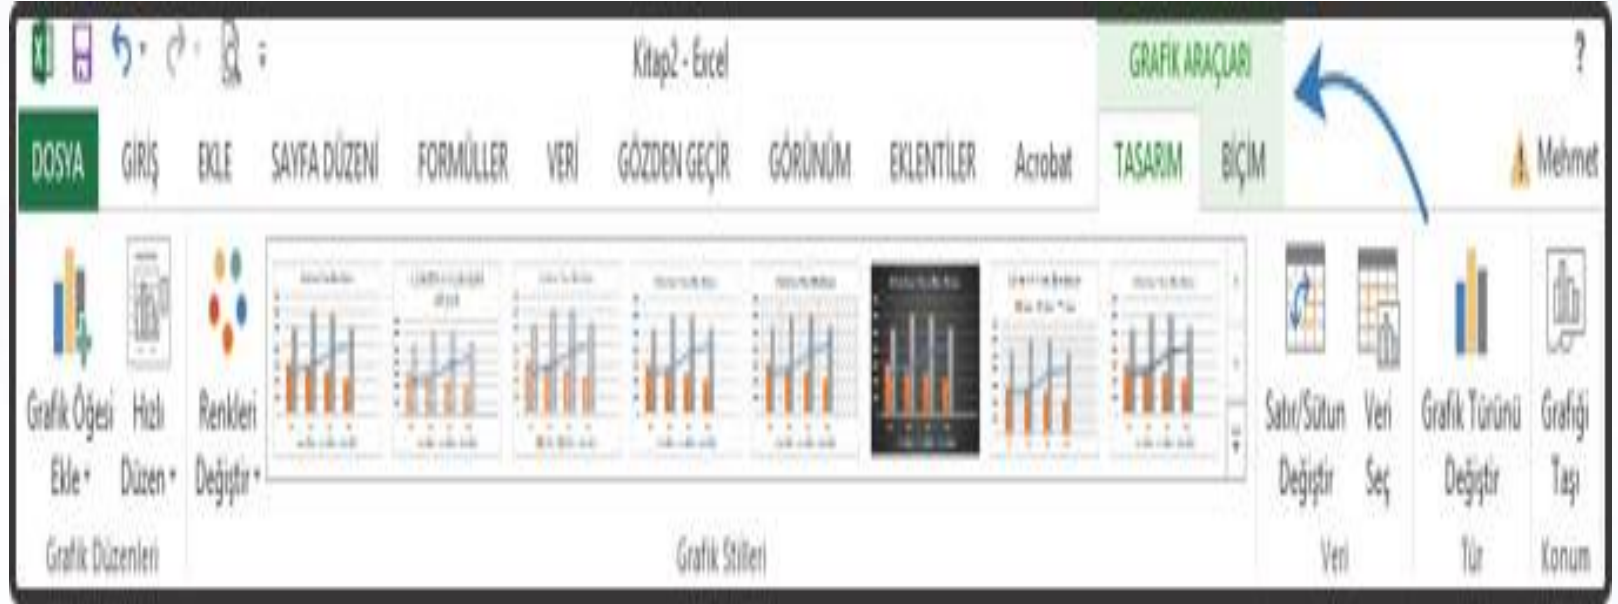 Kitap2 - Excel
GRAFİK ARAÇLARI
?
DOSYA GİRİŞ EKLE SAYFA DÜZENİ FORMÜLLER VERİ GÖZDEN GEÇİR GÖRÜNÜM EKLENTİLER Acrobat TASARIM BİÇİM Mehmet
Grafik Öğesi Ekle
Hızlı Düzen
Renkleri Değiştir
Satır/Sütun Değiştir
Veri Seç
Grafik Türünü Değiştir
Grafiği Taşı
Grafik Düzenleri Grafik Stilleri Veri Tür Konum